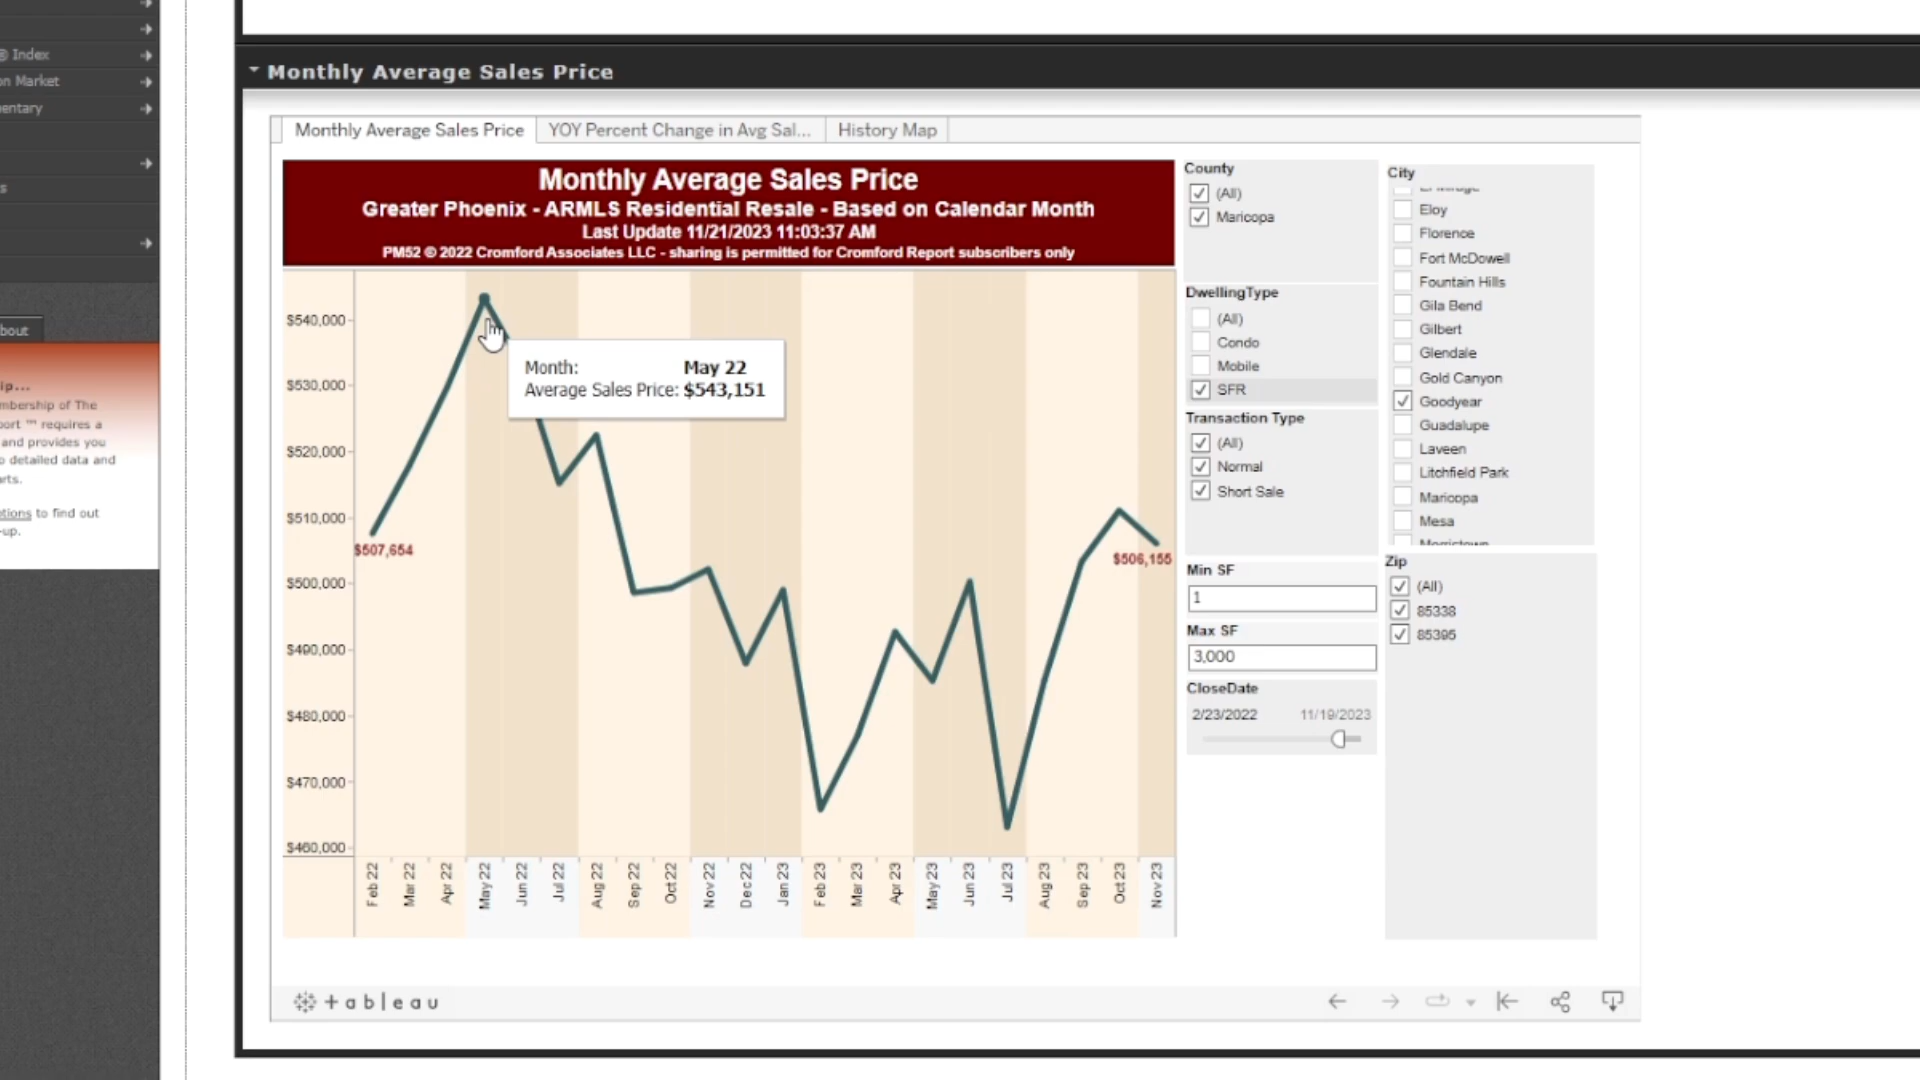 ® Index
on Market
entary
s
bout
ip...
mbership of The
port ™ requires a
and provides you
o detailed data and
rts.
tions to find out
-up.
Monthly Average Sales Price
Monthly Average Sales Price
YOY Percent Change in Avg Sal...
History Map
Monthly Average Sales Price
Greater Phoenix - ARMLS Residential Resale - Based on Calendar Month
Last Update 11/21/2023 11:03:37 AM
PM52 © 2022 Cromford Associates LLC - sharing is permitted for Cromford Report subscribers only
$540,000
$530,000
$520,000
$510,000
$500,000
$490,000
$480,000
$470,000
$460,000
Month: May 22
Average Sales Price: $543,151
$507,654
$506,155
Feb 22
Mar 22
Apr 22
May 22
Jun 22
Jul 22
Aug 22
Sep 22
Oct 22
Nov 22
Dec 22
Jan 23
Feb 23
Mar 23
Apr 23
May 23
Jun 23
Jul 23
Aug 23
Sep 23
Oct 23
Nov 23
County
(All)
Maricopa
DwellingType
(All)
Condo
Mobile
SFR
Transaction Type
(All)
Normal
Short Sale
Min SF
1
Max SF
3,000
CloseDate
2/23/2022 11/19/2023
City
El Mirage
Eloy
Florence
Fort McDowell
Fountain Hills
Gila Bend
Gilbert
Glendale
Gold Canyon
Goodyear
Guadalupe
Laveen
Litchfield Park
Maricopa
Mesa
Morristown
Zip
(All)
85338
85395
+ableau